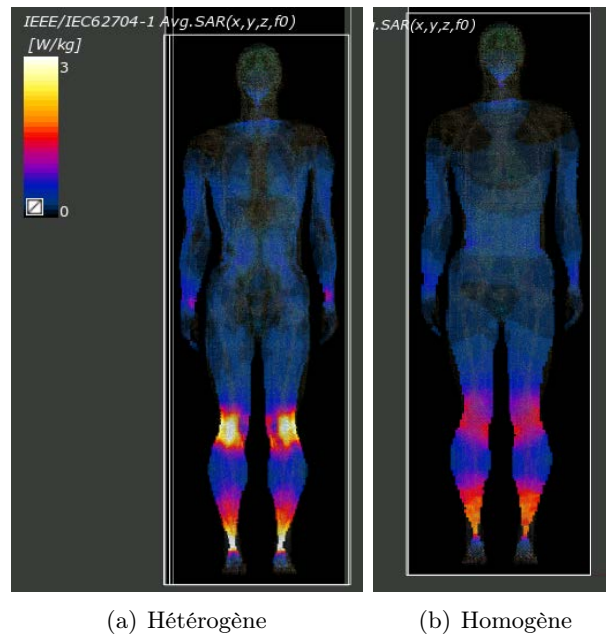 IEEE/IEC62704-1 Avg.SAR(x,y,z,f0)
[W/kg]
3
0
.SAR(x,y,z,f0)
(a) Hétérogène
(b) Homogène